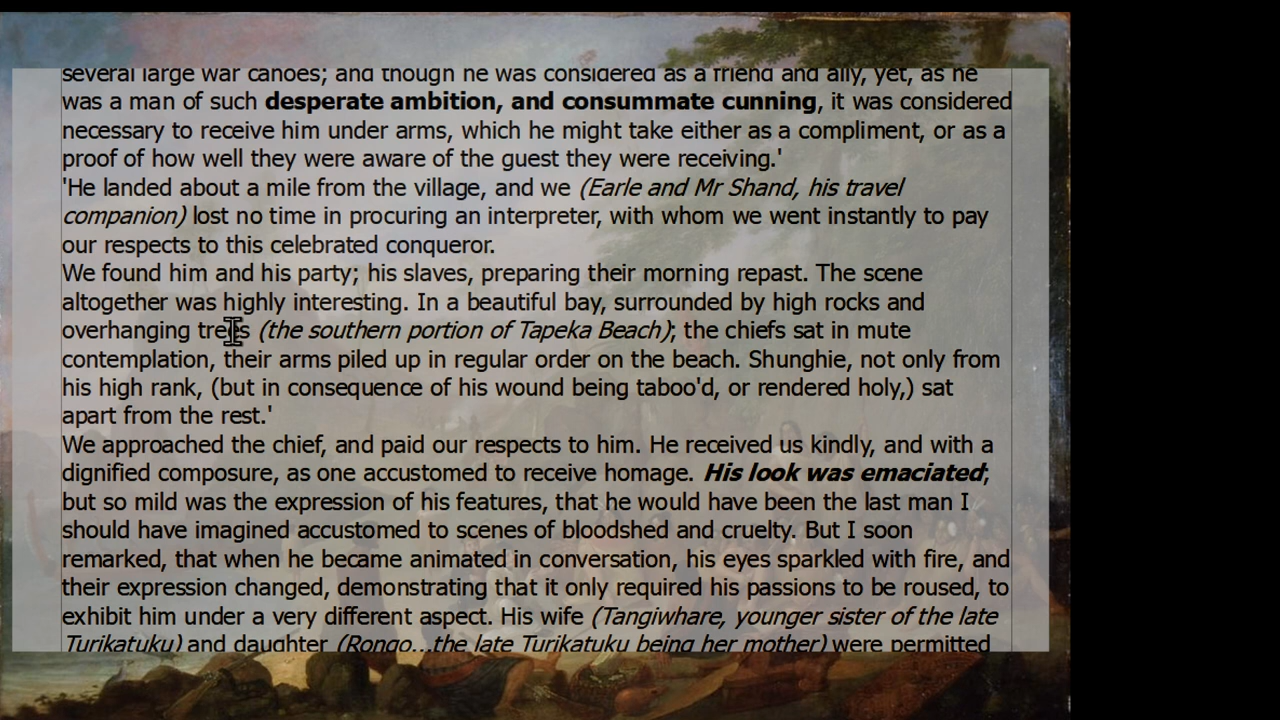 several large war canoes; and though he was considered as a friend and ally, yet, as he
was a man of such desperate ambition, and consummate cunning, it was considered
necessary to receive him under arms, which he might take either as a compliment, or as a
proof of how well they were aware of the guest they were receiving.'
'He landed about a mile from the village, and we (Earle and Mr Shand, his travel
companion) lost no time in procuring an interpreter, with whom we went instantly to pay
our respects to this celebrated conqueror.
We found him and his party; his slaves, preparing their morning repast. The scene
altogether was highly interesting. In a beautiful bay, surrounded by high rocks and
overhanging trees (the southern portion of Tapeka Beach); the chiefs sat in mute
contemplation, their arms piled up in regular order on the beach. Shunghie, not only from
his high rank, (but in consequence of his wound being taboo'd, or rendered holy,) sat
apart from the rest.'
We approached the chief, and paid our respects to him. He received us kindly, and with a
dignified composure, as one accustomed to receive homage. His look was emaciated;
but so mild was the expression of his features, that he would have been the last man I
should have imagined accustomed to scenes of bloodshed and cruelty. But I soon
remarked, that when he became animated in conversation, his eyes sparkled with fire, and
their expression changed, demonstrating that it only required his passions to be roused, to
exhibit him under a very different aspect. His wife (Tangiwhare, younger sister of the late
Turikatuku) and daughter (Rongo...the late Turikatuku being her mother) were permitted